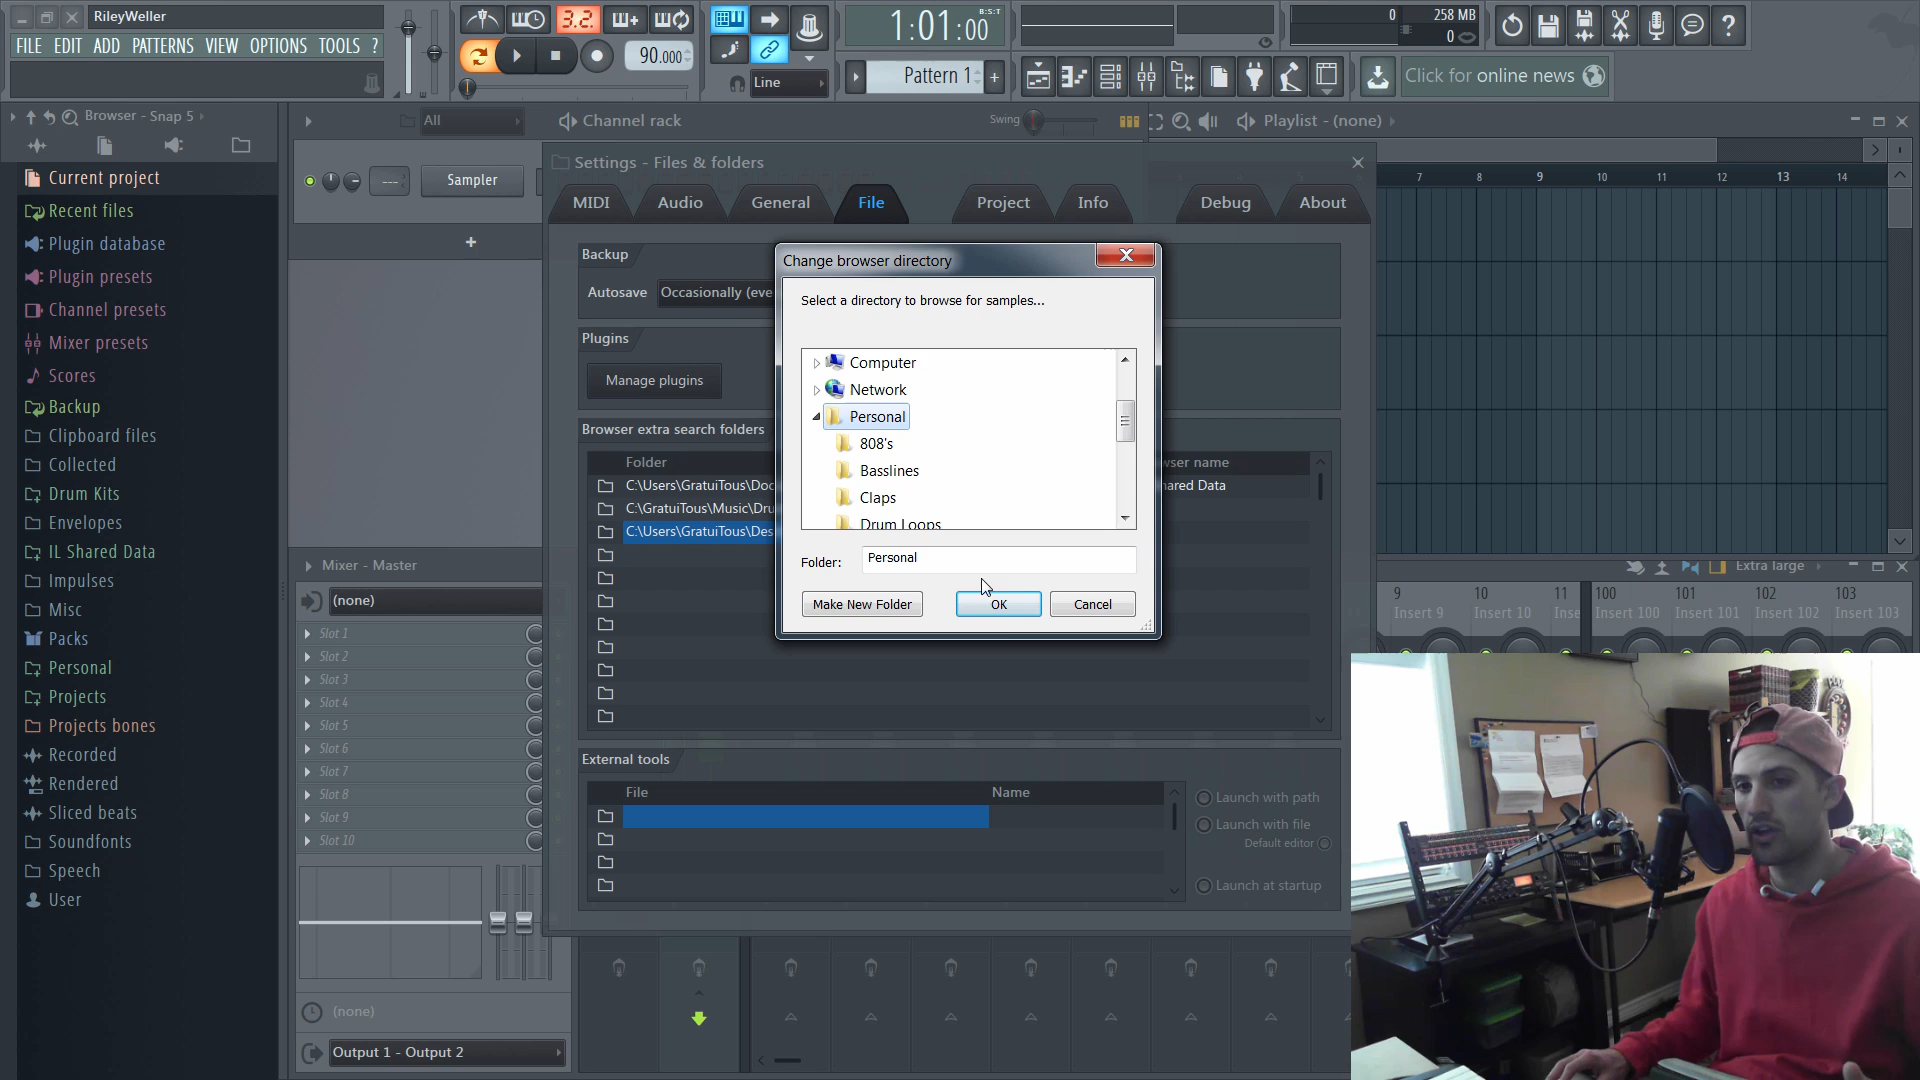 RileyWeller
FILE EDIT ADD PATTERNS VIEW OPTIONS TOOLS ?
3.2.
90.000
1:01:00
B:S:T
Line
Pattern 1
+
0
258 MB
0
?
Click for online news
Browser - Snap 5
All
Channel rack
Swing
Playlist - (none)
7 8 9 10 11 12 13 14
Current project
Recent files
Plugin database
Plugin presets
Channel presets
Mixer presets
Scores
Backup
Clipboard files
Collected
Drum Kits
Envelopes
IL Shared Data
Impulses
Misc
Packs
Personal
Projects
Projects bones
Recorded
Rendered
Sliced beats
Soundfonts
Speech
User
---
Sampler
+
Settings - Files & folders
MIDI Audio General File Project Info Debug About
Backup
Autosave Occasionally (eve
Plugins
Manage plugins
Browser extra search folders
Folder
wser name
C:\Users\GratuiTous\Doc
hared Data
C:\GratuiTous\Music\Dru
C:\Users\GratuiTous\Des
External tools
File Name
Launch with path
Launch with file
Default editor
Launch at startup
Change browser directory
Select a directory to browse for samples...
Computer
Network
Personal
808's
Basslines
Claps
Drum Loops
Folder: Personal
Make New Folder OK Cancel
Mixer - Master
(none)
Slot 1
Slot 2
Slot 3
Slot 4
Slot 5
Slot 6
Slot 7
Slot 8
Slot 9
Slot 10
(none)
Output 1 - Output 2
Extra large
9 10 11 100 101 102 103
Insert 9 Insert 10 Inse Insert 100 Insert 101 Insert 102 Insert 103